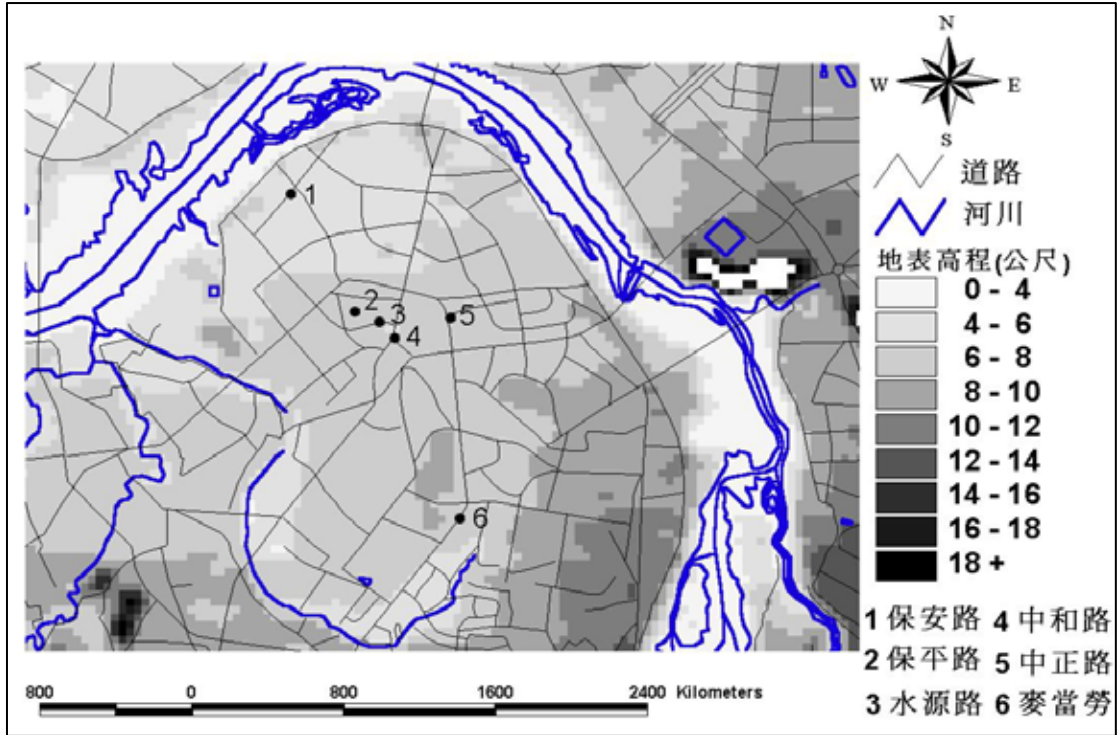 N
W E
S
道路
河川
地表高程(公尺)
0 - 4
4 - 6
6 - 8
8 - 10
10 - 12
12 - 14
14 - 16
16 - 18
18 +
1
2
3
4
5
6
1 保安路 4 中和路
2 保平路 5 中正路
3 水源路 6 麥當勞
800 0 800 1600 2400 Kilometers